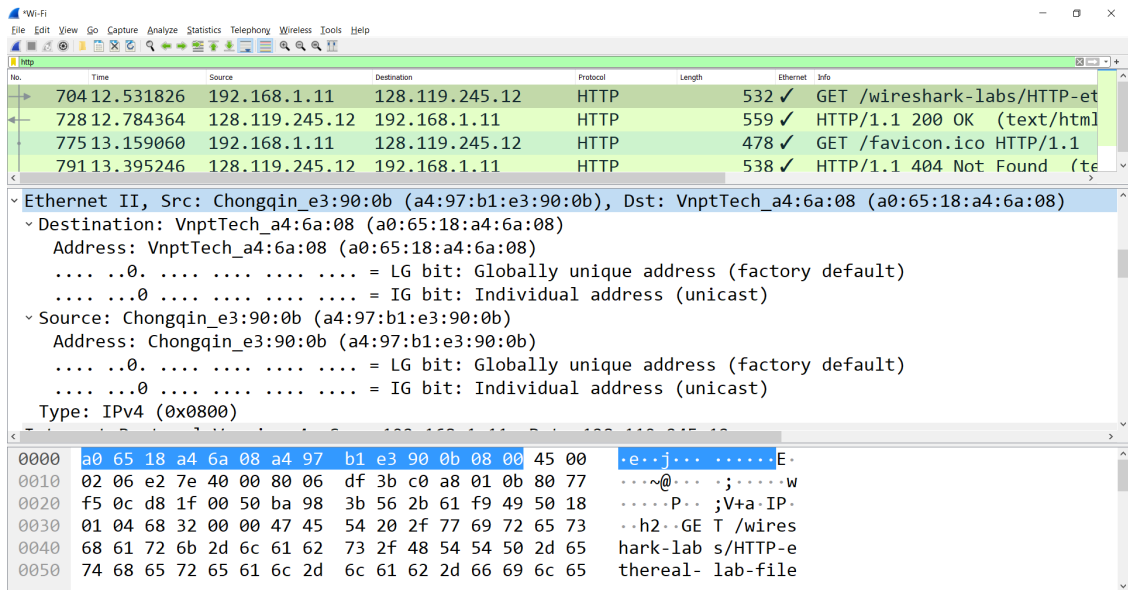 *Wi-Fi
File Edit View Go Capture Analyze Statistics Telephony Wireless Tools Help
http
No. Time Source Destination Protocol Length Ethernet Info
704 12.531826 192.168.1.11 128.119.245.12 HTTP 532 ✓ GET /wireshark-labs/HTTP-et
728 12.784364 128.119.245.12 192.168.1.11 HTTP 559 ✓ HTTP/1.1 200 OK (text/html
775 13.159060 192.168.1.11 128.119.245.12 HTTP 478 ✓ GET /favicon.ico HTTP/1.1
791 13.395246 128.119.245.12 192.168.1.11 HTTP 538 ✓ HTTP/1.1 404 Not Found (te
Ethernet II, Src: Chongqin_e3:90:0b (a4:97:b1:e3:90:0b), Dst: VnptTech_a4:6a:08 (a0:65:18:a4:6a:08)
Destination: VnptTech_a4:6a:08 (a0:65:18:a4:6a:08)
Address: VnptTech_a4:6a:08 (a0:65:18:a4:6a:08)
.... ..0. .... .... .... .... = LG bit: Globally unique address (factory default)
.... ...0 .... .... .... .... = IG bit: Individual address (unicast)
Source: Chongqin_e3:90:0b (a4:97:b1:e3:90:0b)
Address: Chongqin_e3:90:0b (a4:97:b1:e3:90:0b)
.... ..0. .... .... .... .... = LG bit: Globally unique address (factory default)
.... ...0 .... .... .... .... = IG bit: Individual address (unicast)
Type: IPv4 (0x0800)
0000 a0 65 18 a4 6a 08 a4 97 b1 e3 90 0b 08 00 45 00 ·e··j··· ······E·
0010 02 06 e2 7e 40 00 80 06 df 3b c0 a8 01 0b 80 77 ···~@··· ·;·····w
0020 f5 0c d8 1f 00 50 ba 98 3b 56 2b 61 f9 49 50 18 ·····P·· ;V+a·IP·
0030 01 04 68 32 00 00 47 45 54 20 2f 77 69 72 65 73 ··h2··GE T /wires
0040 68 61 72 6b 2d 6c 61 62 73 2f 48 54 54 50 2d 65 hark-lab s/HTTP-e
0050 74 68 65 72 65 61 6c 2d 6c 61 62 2d 66 69 6c 65 thereal- lab-file